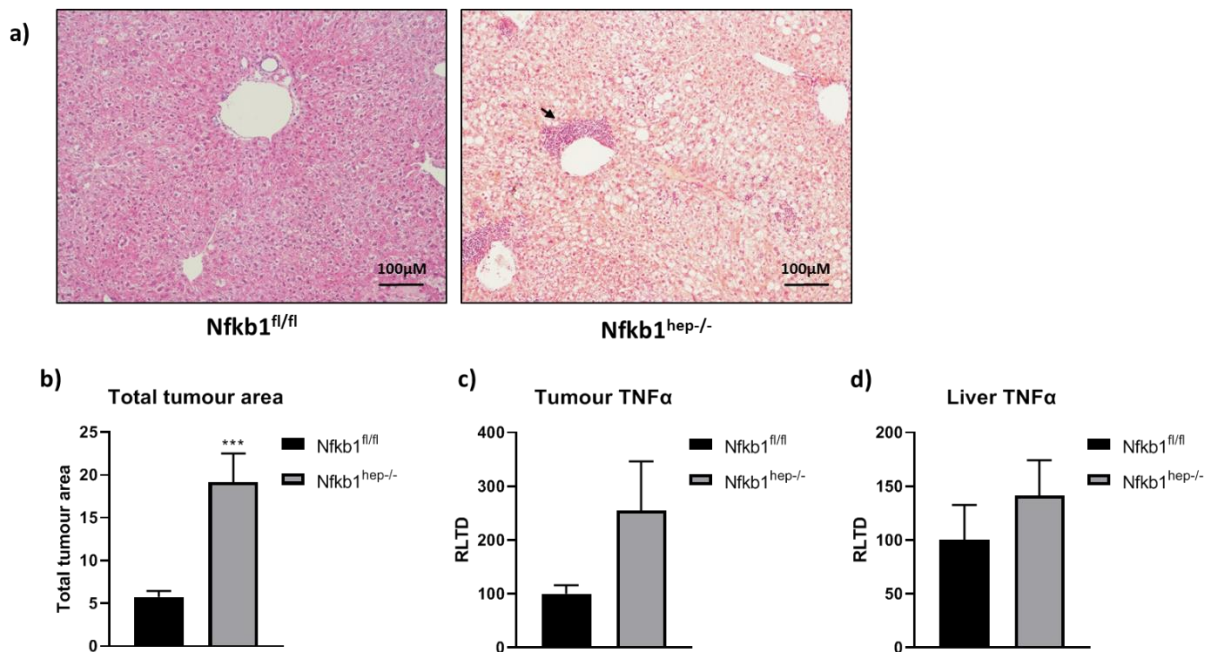 a)
100µM
100µM
Nfkb1fl/fl
Nfkb1hep-/-
b)
Total tumour area
Total tumour area
25
20
15
10
5
0
***
Nfkb1fl/fl
Nfkb1hep-/-
c)
Tumour TNFα
RLTD
400
300
200
100
0
Nfkb1fl/fl
Nfkb1hep-/-
d)
Liver TNFα
RLTD
200
150
100
50
0
Nfkb1fl/fl
Nfkb1hep-/-